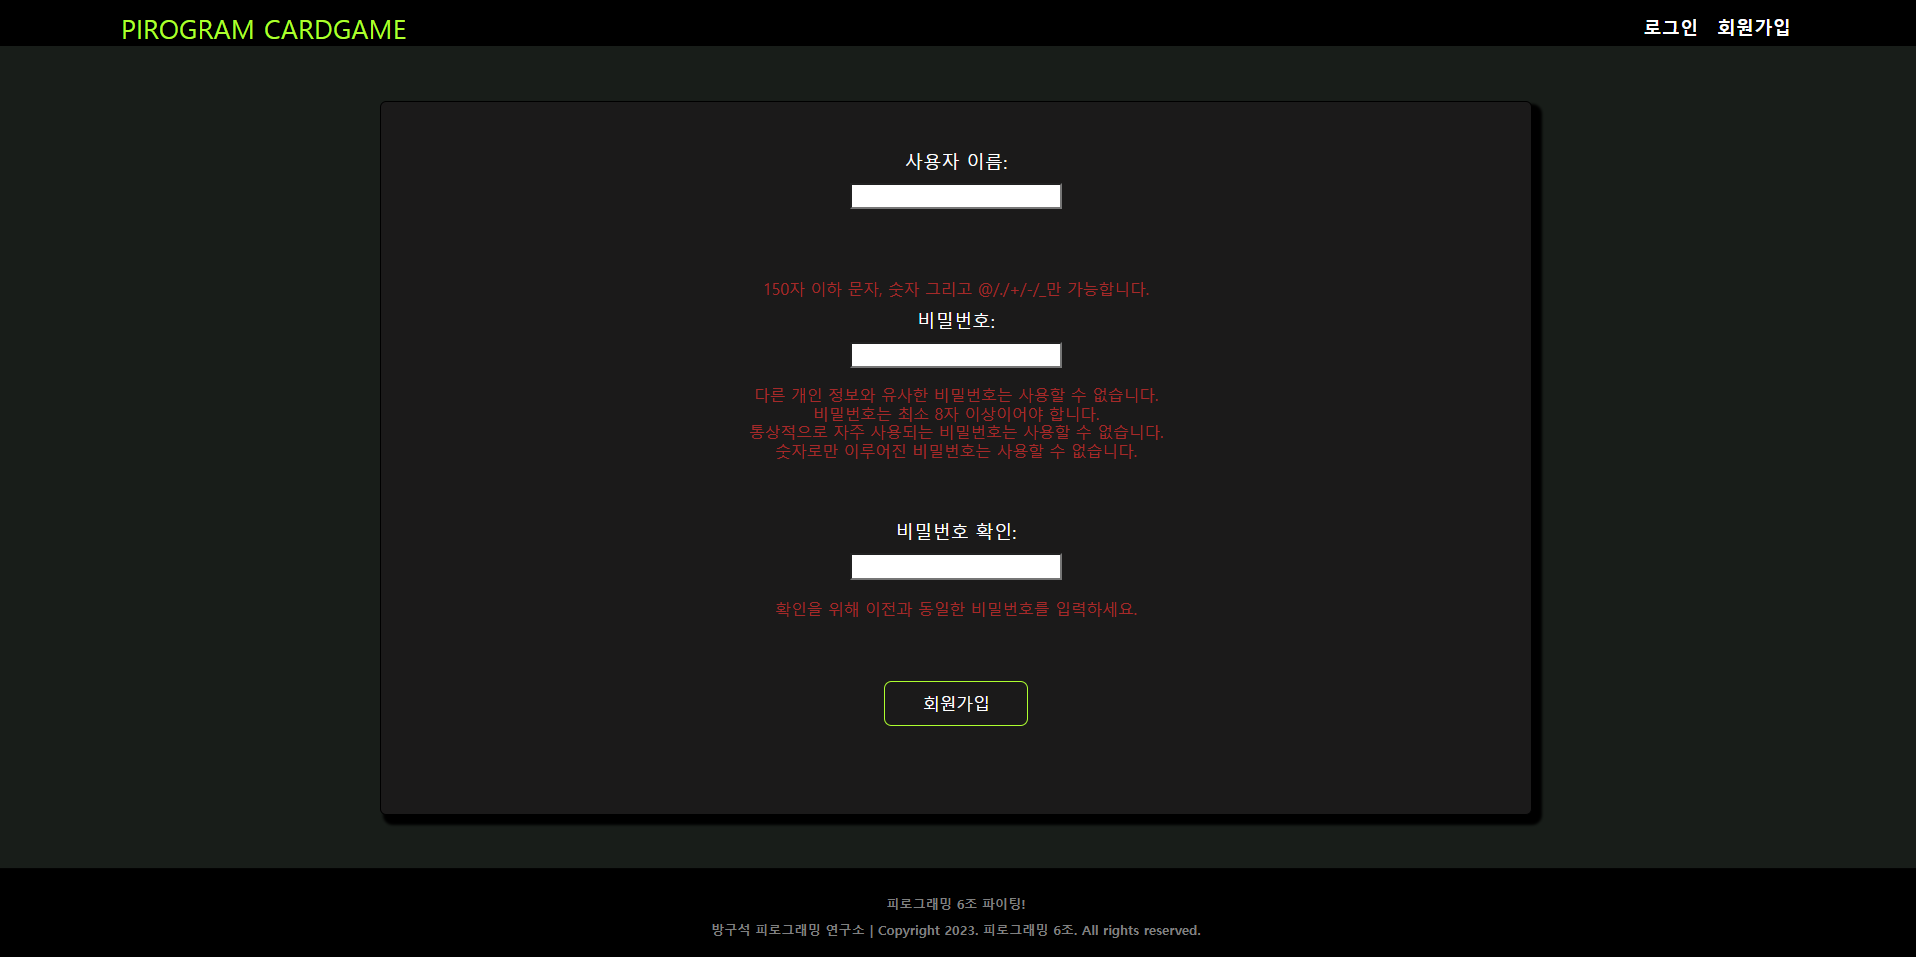 PIROGRAM CARDGAME
로그인 회원가입
사용자 이름:
150자 이하 문자, 숫자 그리고 @/./+/-/_만 가능합니다.
비밀번호:
다른 개인 정보와 유사한 비밀번호는 사용할 수 없습니다.
비밀번호는 최소 8자 이상이어야 합니다.
통상적으로 자주 사용되는 비밀번호는 사용할 수 없습니다.
숫자로만 이루어진 비밀번호는 사용할 수 없습니다.
비밀번호 확인:
확인을 위해 이전과 동일한 비밀번호를 입력하세요.
회원가입
피로그래밍 6조 파이팅!
방구석 피로그래밍 연구소 | Copyright 2023. 피로그래밍 6조. All rights reserved.